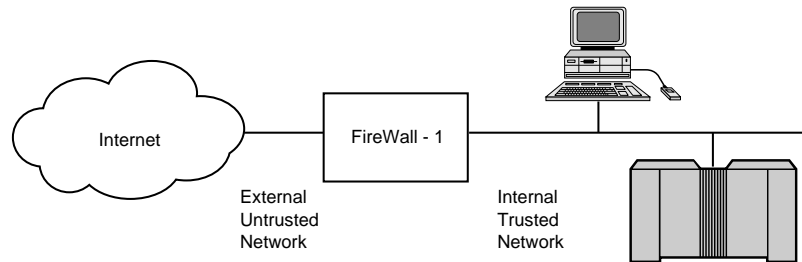 Internet
FireWall - 1
External
Untrusted
Network
Internal
Trusted
Network